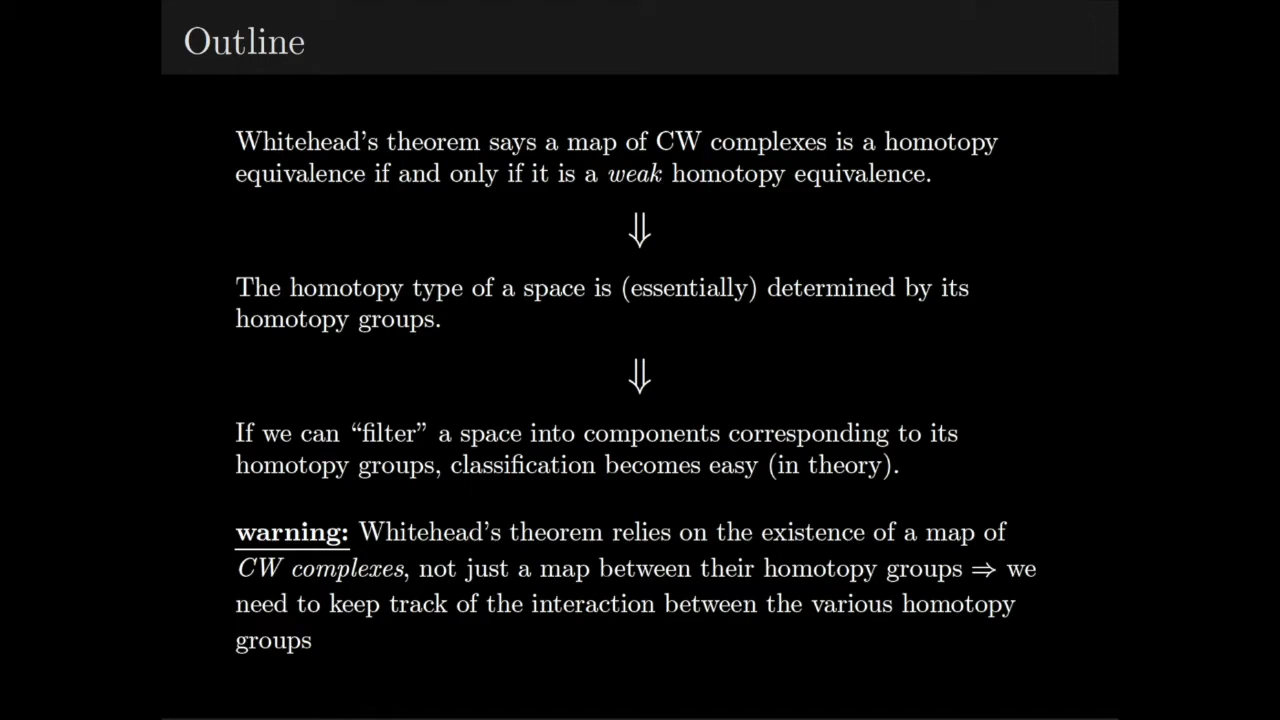 Outline
Whitehead's theorem says a map of CW complexes is a homotopy
equivalence if and only if it is a weak homotopy equivalence.
⇓
The homotopy type of a space is (essentially) determined by its
homotopy groups.
⇓
If we can “filter” a space into components corresponding to its
homotopy groups, classification becomes easy (in theory).
warning: Whitehead's theorem relies on the existence of a map of
CW complexes, not just a map between their homotopy groups ⇒ we
need to keep track of the interaction between the various homotopy
groups